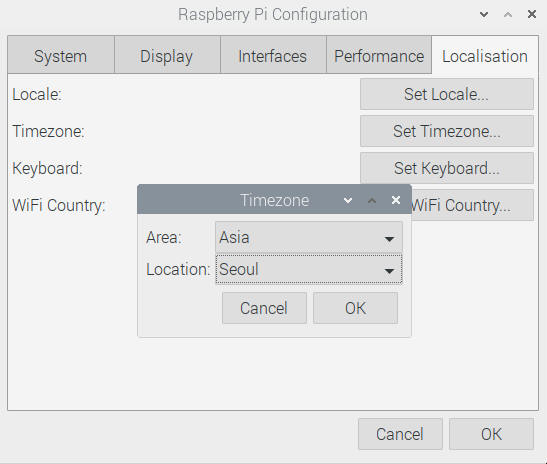 Raspberry Pi Configuration
System Display Interfaces Performance Localisation
Locale: Set Locale...
Timezone: Set Timezone...
Keyboard: Set Keyboard...
WiFi Country: WiFi Country...
Timezone
Area: Asia
Location: Seoul
Cancel OK
Cancel OK